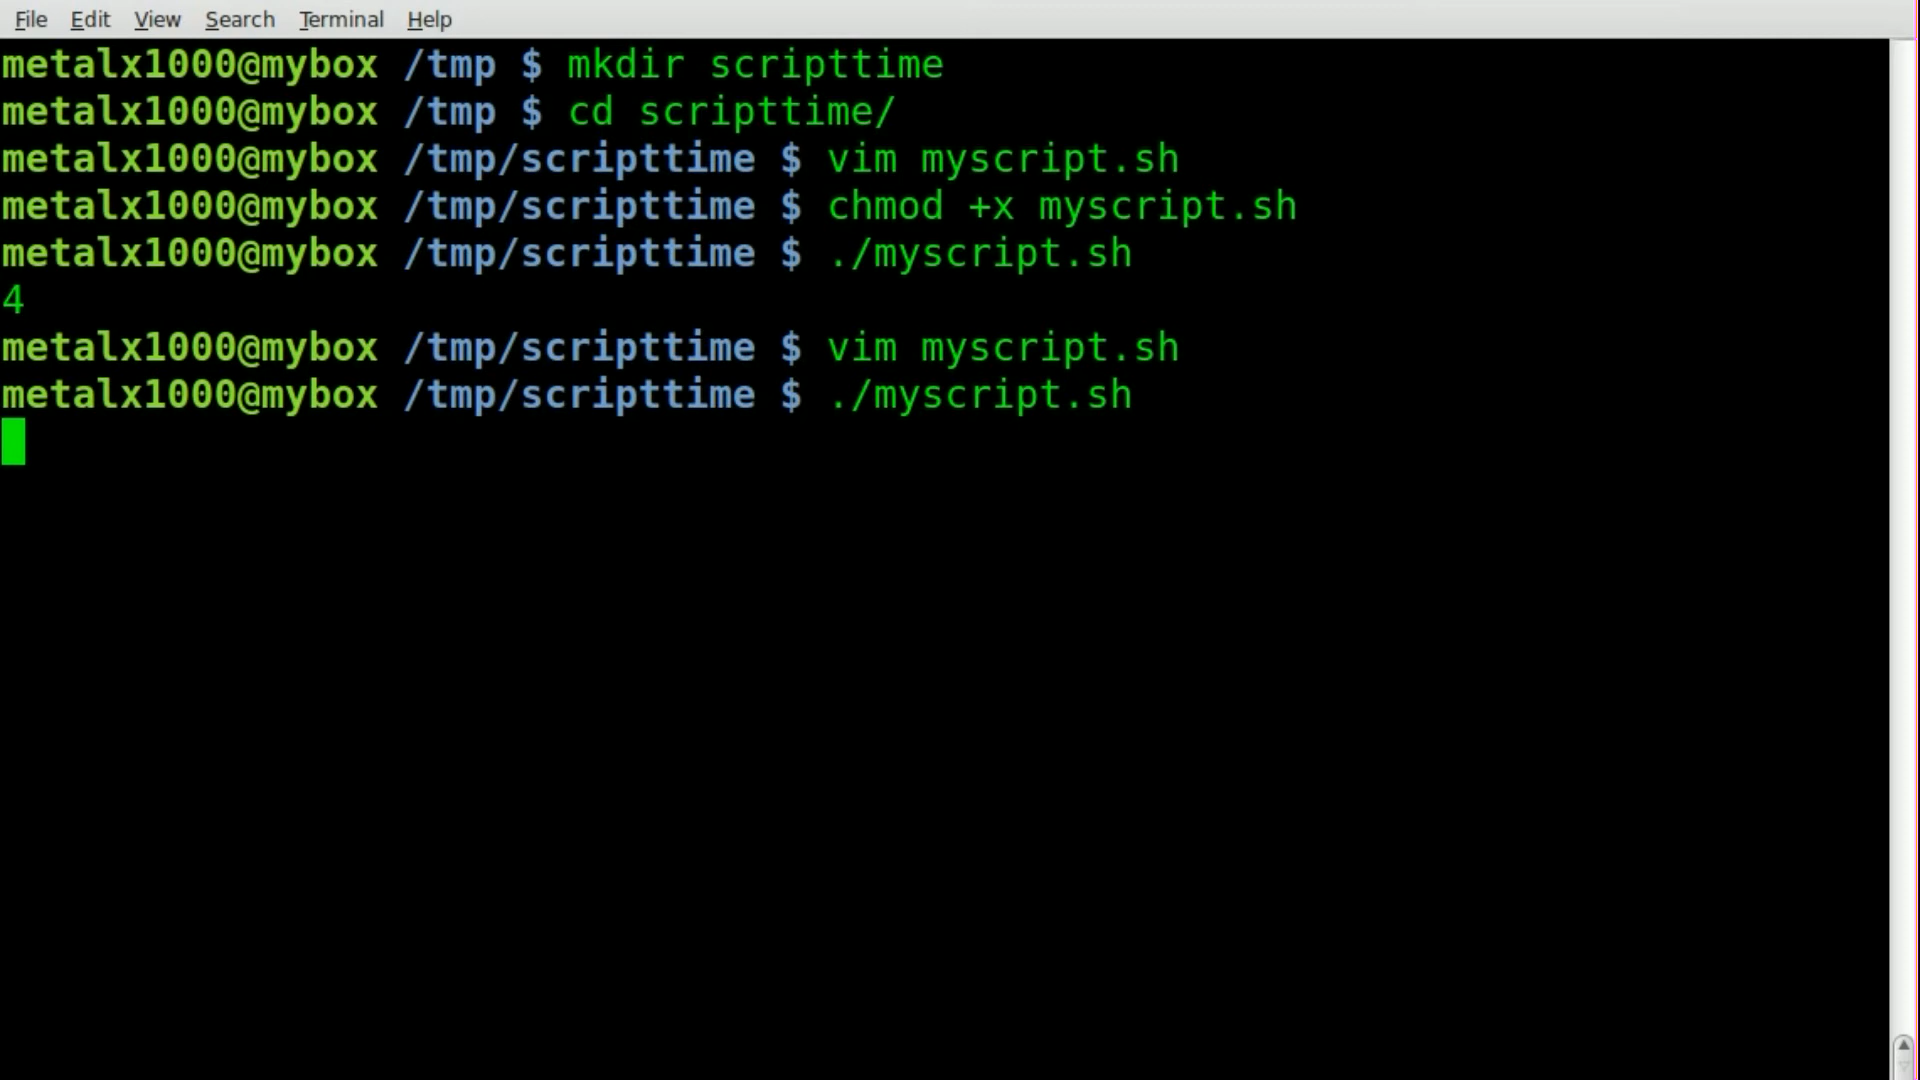 File Edit View Search Terminal Help
metalx1000@mybox /tmp $ mkdir scripttime
metalx1000@mybox /tmp $ cd scripttime/
metalx1000@mybox /tmp/scripttime $ vim myscript.sh
metalx1000@mybox /tmp/scripttime $ chmod +x myscript.sh
metalx1000@mybox /tmp/scripttime $ ./myscript.sh
4
metalx1000@mybox /tmp/scripttime $ vim myscript.sh
metalx1000@mybox /tmp/scripttime $ ./myscript.sh